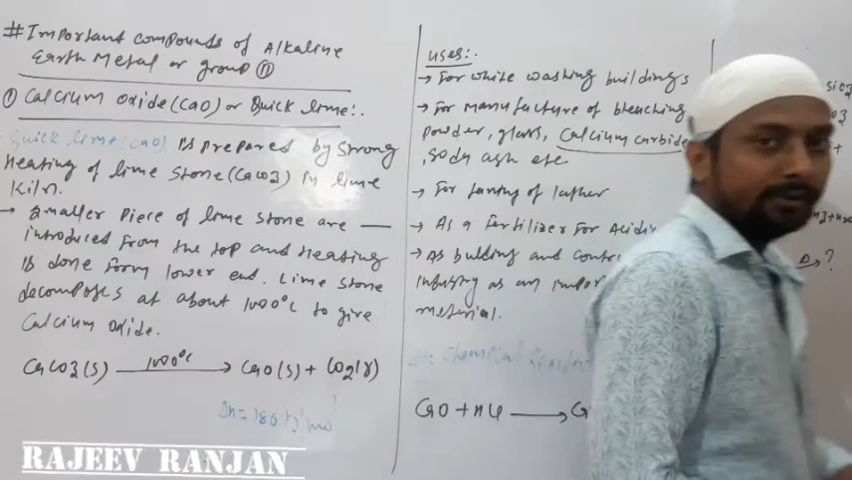 #Important compounds of Alkaline
Earth Metal or group (II)
(1) Calcium Oxide (CaO) or Quick lime:.
Quick lime (CaO) is prepared by strong
Heating of lime stone (CaCO3) in lime
Kiln.
→ Smaller piece of lime stone are —
introduced from the top and Heating
is done form lower end. Lime stone
decomposes at about 1000°C to give
Calcium Oxide.
CaCO3(s) 1000°C → CaO(s) + CO2(g)
RAJEEV RANJAN
uses:.
→ For white washing buildings
→ For manufacture of bleaching
powder, glass, Calcium carbide
, Soda ash etc
→ For taning of lather
→ As a fertilizer for Acidi
→ As building and
industry as an impor
material.
CaO + HCl → C
SiO2
→ ?